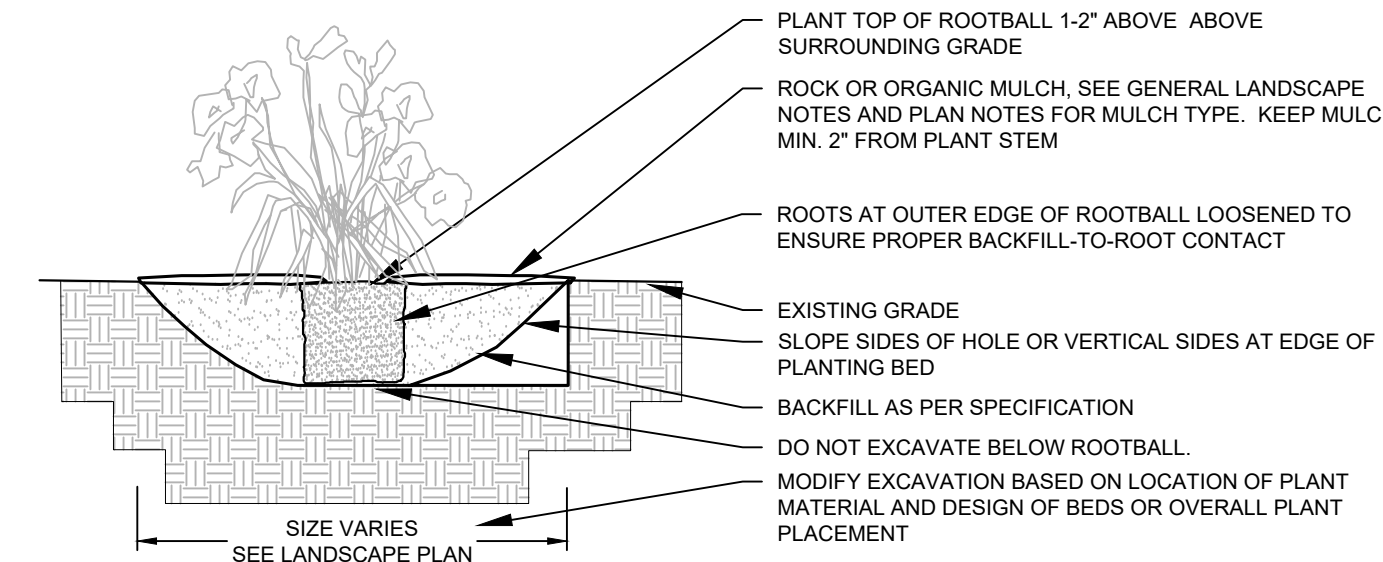 PLANT TOP OF ROOTBALL 1-2" ABOVE ABOVE
SURROUNDING GRADE
ROCK OR ORGANIC MULCH, SEE GENERAL LANDSCAPE
NOTES AND PLAN NOTES FOR MULCH TYPE. KEEP MULC
MIN. 2" FROM PLANT STEM
ROOTS AT OUTER EDGE OF ROOTBALL LOOSENED TO
ENSURE PROPER BACKFILL-TO-ROOT CONTACT
EXISTING GRADE
SLOPE SIDES OF HOLE OR VERTICAL SIDES AT EDGE OF
PLANTING BED
BACKFILL AS PER SPECIFICATION
DO NOT EXCAVATE BELOW ROOTBALL.
MODIFY EXCAVATION BASED ON LOCATION OF PLANT
MATERIAL AND DESIGN OF BEDS OR OVERALL PLANT
PLACEMENT
SIZE VARIES
SEE LANDSCAPE PLAN